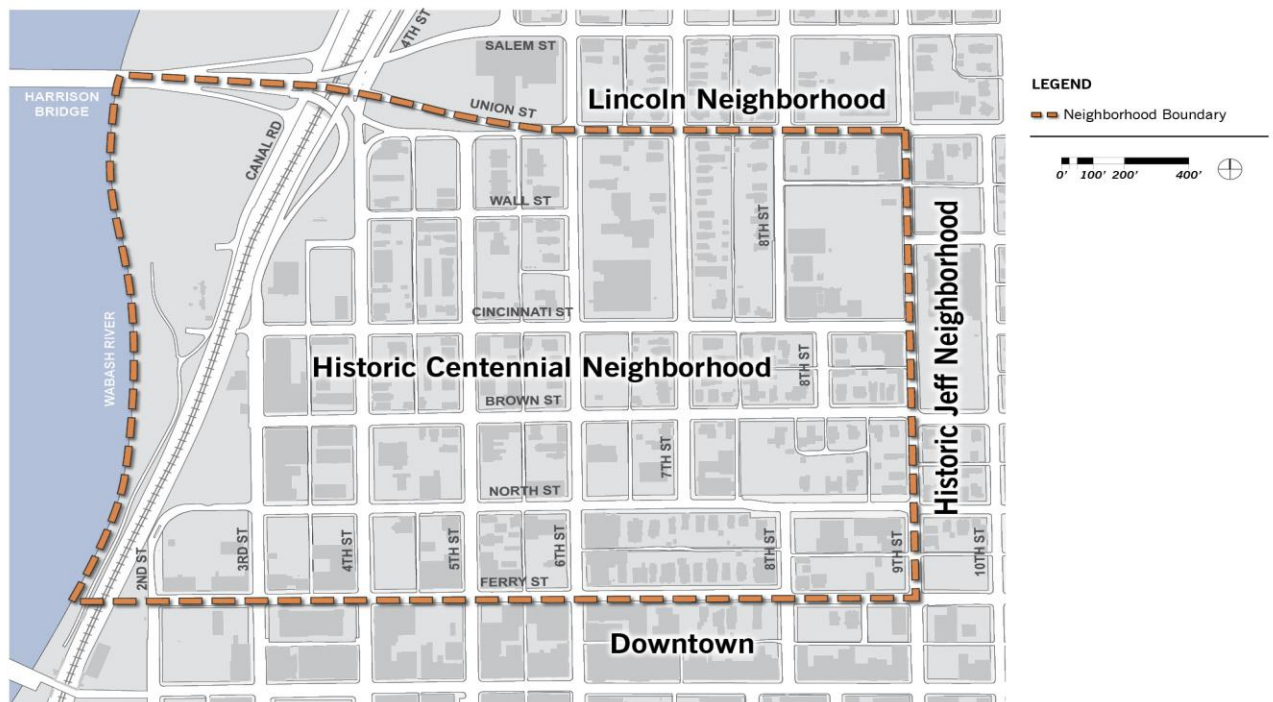 4TH ST
SALEM ST
HARRISON
BRIDGE
UNION ST
Lincoln Neighborhood
CANAL RD
WALL ST
8TH ST
CINCINNATI ST
WABASH RIVER
Historic Centennial Neighborhood
8TH ST
BROWN ST
Historic Jeff Neighborhood
7TH ST
NORTH ST
2ND ST
3RD ST
4TH ST
5TH ST
6TH ST
8TH ST
9TH ST
10TH ST
FERRY ST
Downtown
LEGEND
Neighborhood Boundary
0' 100' 200' 400'